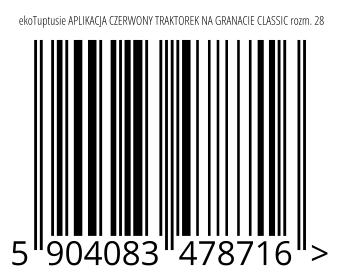 ekoTuptusie APLIKACJA CZERWONY TRAKTOREK NA GRANACIE CLASSIC rozm. 28
5 904083 478716 >